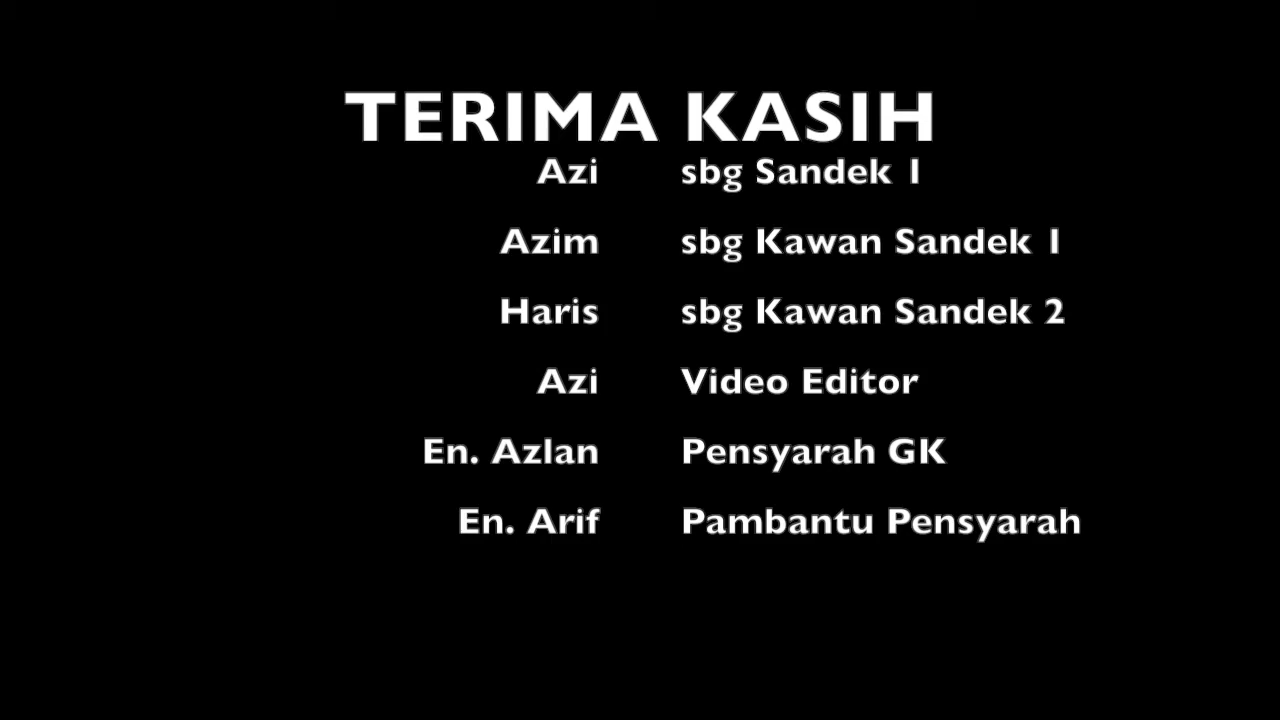 TERIMA KASIH
Azi sbg Sandek 1
Azim sbg Kawan Sandek 1
Haris sbg Kawan Sandek 2
Azi Video Editor
En. Azlan Pensyarah GK
En. Arif Pambantu Pensyarah